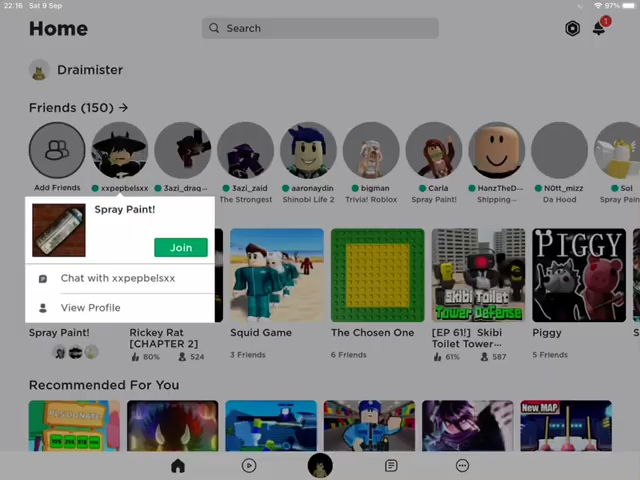 22:16 Sat 9 Sep 97%
Home
Search
1
Draimister
Friends (150)
Add Friends
xxpepbelsxx
3azi_draq...
3azi_zaid
The Strongest
aaronaydin
Shinobi Life 2
bigman
Trivia! Roblox
Carla
Spray Paint!
HanzTheD...
Shipping...
N0tt_mizz
Da Hood
Sol
Spray Pain
Spray Paint!
Join
Chat with xxpepbelsxx
View Profile
Skibi Toilet
Tower Defense
PIGGY
Spray Paint!
Rickey Rat
[CHAPTER 2]
80% 524
Squid Game
3 Friends
The Chosen One
6 Friends
[EP 61!] Skibi
Toilet Tower...
61% 587
Piggy
5 Friends
S
Recommended For You
New MAP